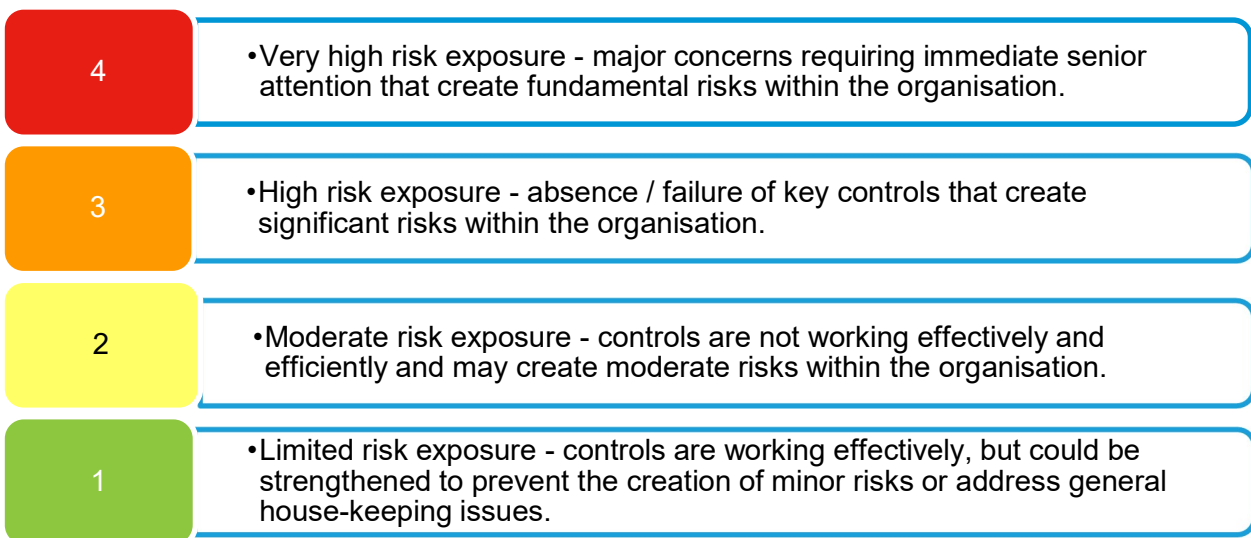 4
•Very high risk exposure - major concerns requiring immediate senior
attention that create fundamental risks within the organisation.
3
•High risk exposure - absence / failure of key controls that create
significant risks within the organisation.
2
•Moderate risk exposure - controls are not working effectively and
efficiently and may create moderate risks within the organisation.
1
•Limited risk exposure - controls are working effectively, but could be
strengthened to prevent the creation of minor risks or address general
house-keeping issues.